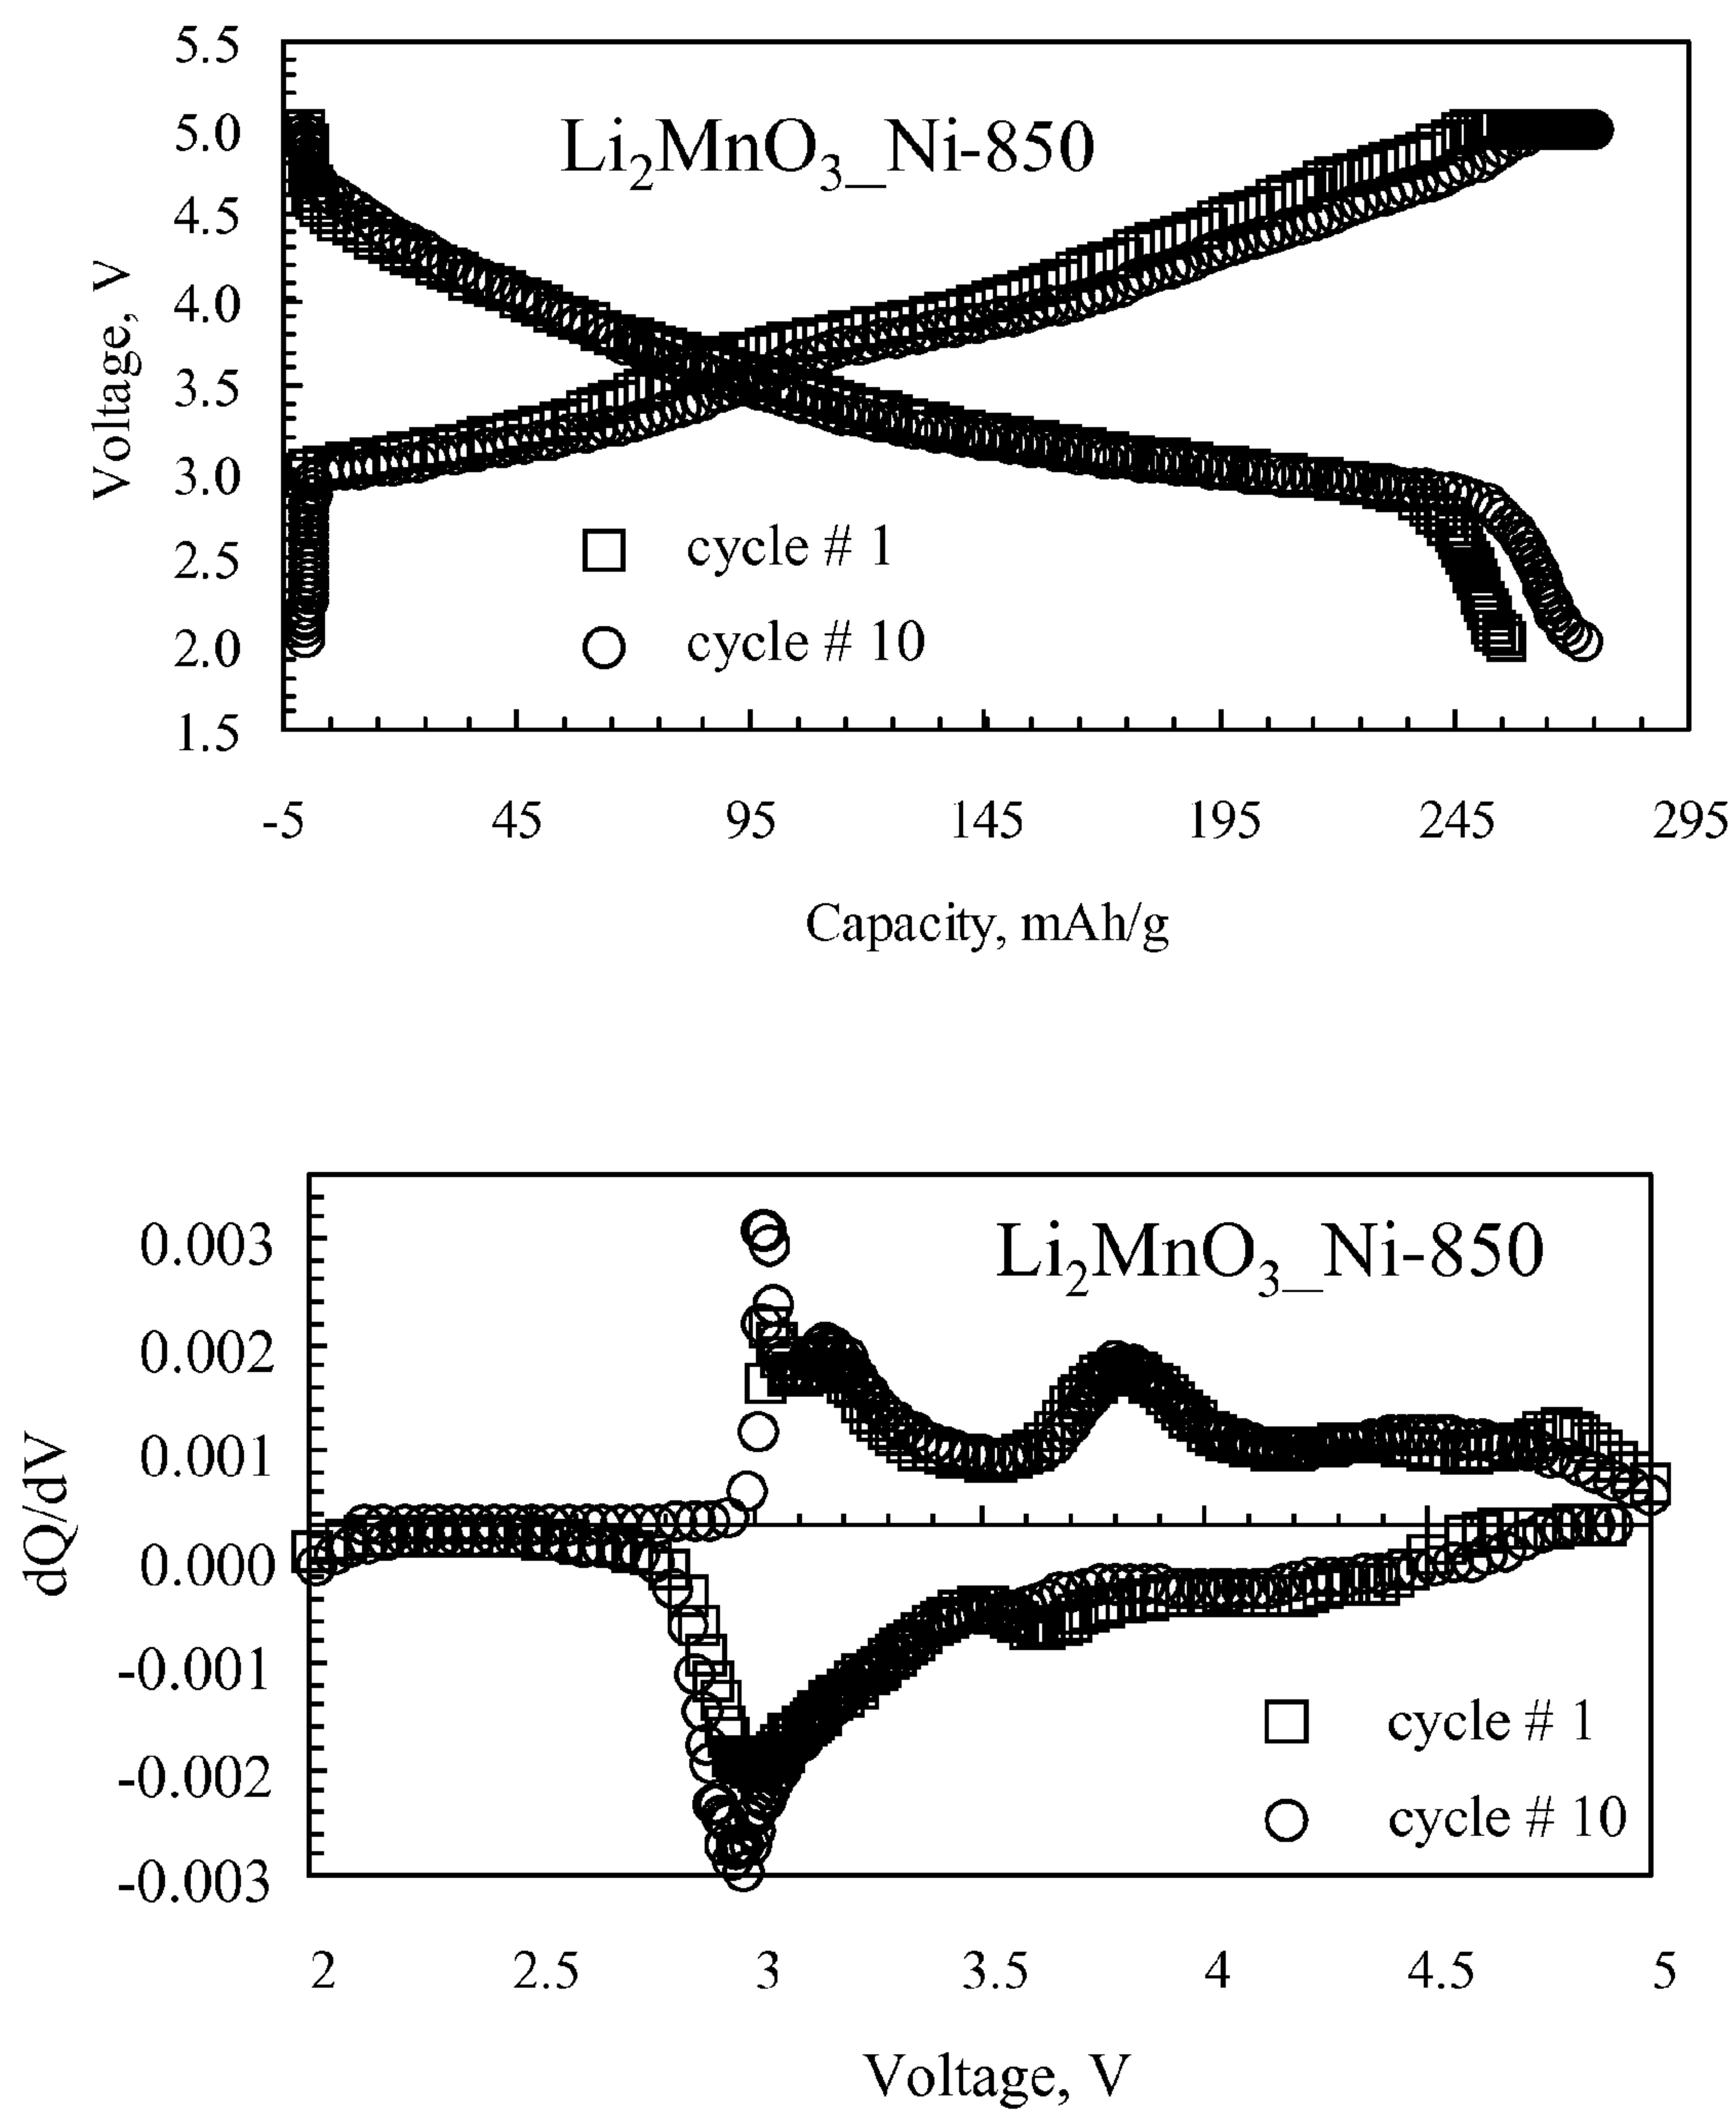 5.5
5.0
4.5
4.0
3.5
3.0
2.5
2.0
1.5
Voltage, V
Li2MnO3_Ni-850
cycle # 1
cycle # 10
-5 45 95 145 195 245 295
Capacity, mAh/g
0.003
0.002
0.001
0.000
-0.001
-0.002
-0.003
dQ/dV
Li2MnO3_Ni-850
cycle # 1
cycle # 10
2 2.5 3 3.5 4 4.5 5
Voltage, V